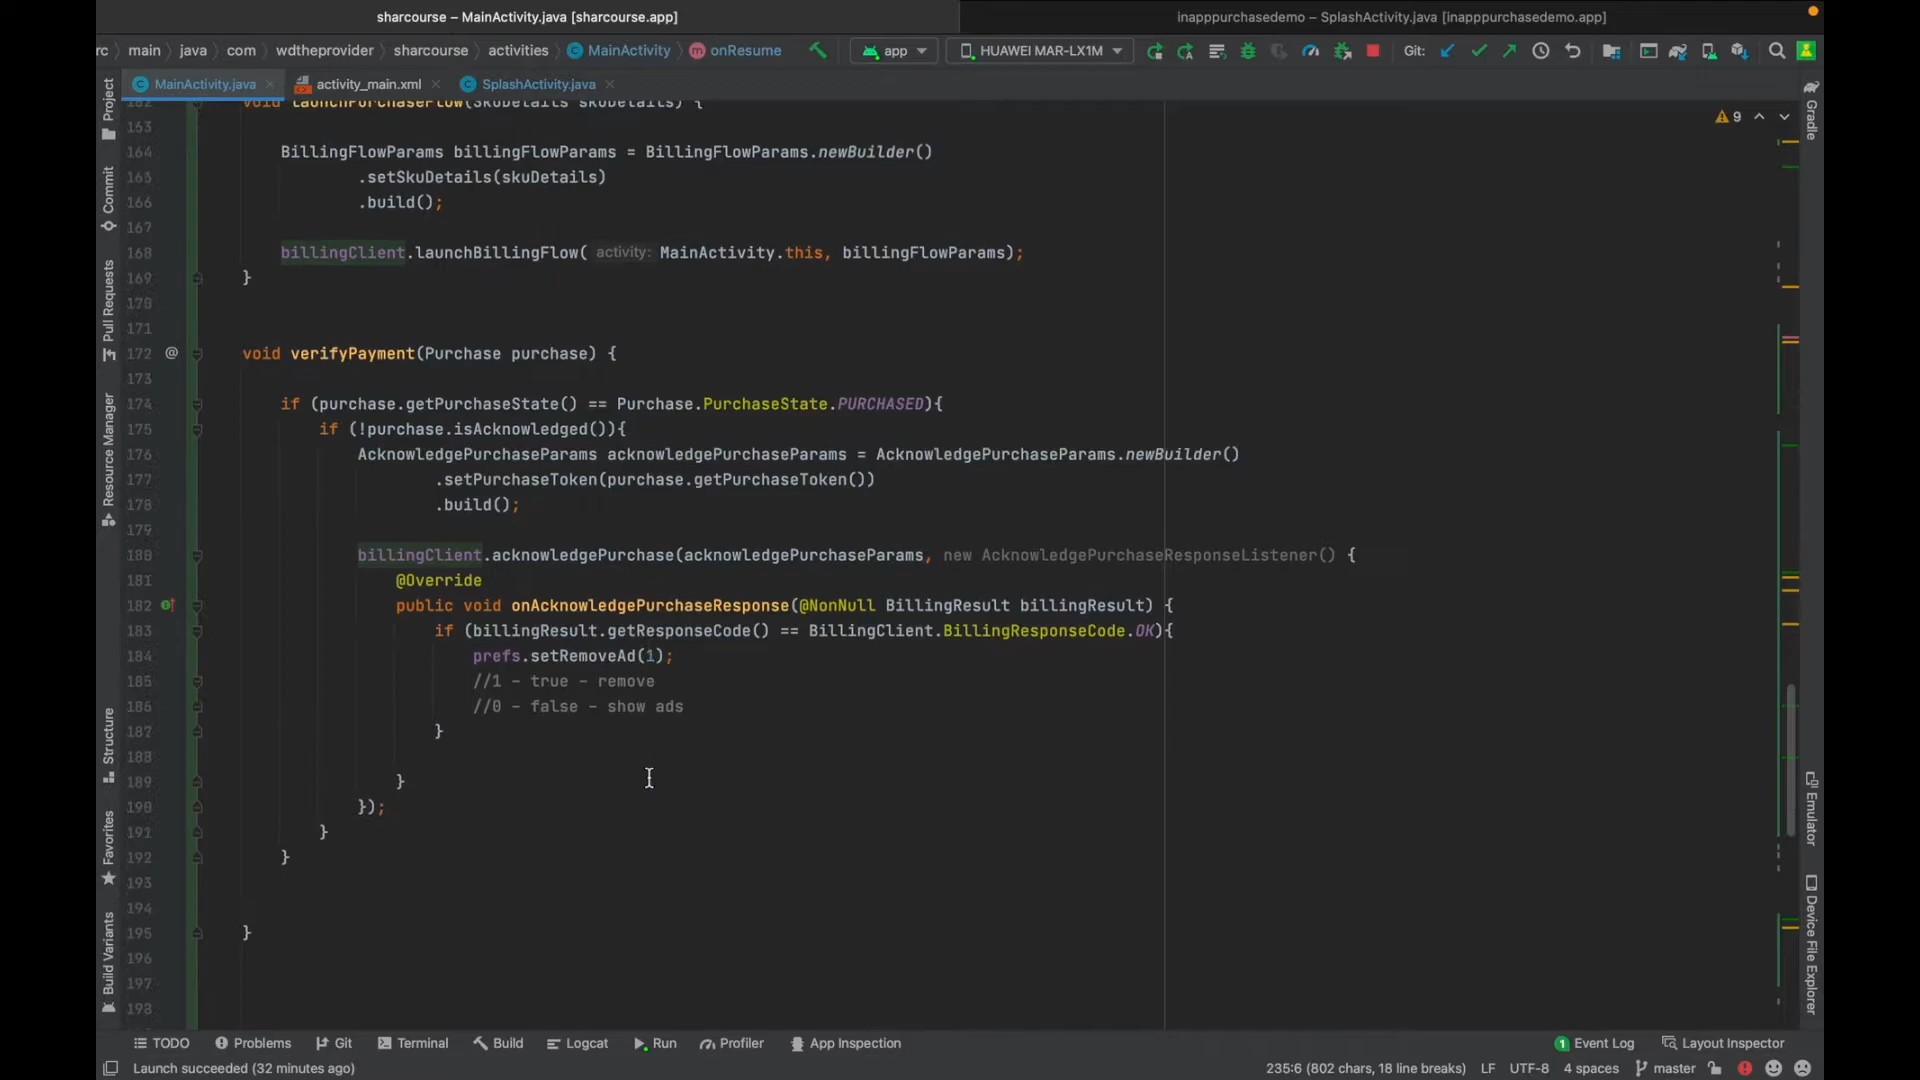 sharcourse – MainActivity.java [sharcourse.app]
inapppurchasedemo – SplashActivity.java [inapppurchasedemo.app]
rc main java com wdtheprovider sharcourse activities MainActivity onResume app HUAWEI MAR-LX1M Git:
MainActivity.java activity_main.xml SplashActivity.java
void launchPurchaseFlow(SkuDetails skuDetails) {
9
163
164 BillingFlowParams billingFlowParams = BillingFlowParams.newBuilder()
165 .setSkuDetails(skuDetails)
166 .build();
167
168 billingClient.launchBillingFlow( activity: MainActivity.this, billingFlowParams);
169 }
170
171
172 @ void verifyPayment(Purchase purchase) {
173
174 if (purchase.getPurchaseState() == Purchase.PurchaseState.PURCHASED){
175 if (!purchase.isAcknowledged()){
176 AcknowledgePurchaseParams acknowledgePurchaseParams = AcknowledgePurchaseParams.newBuilder()
177 .setPurchaseToken(purchase.getPurchaseToken())
178 .build();
179
180 billingClient.acknowledgePurchase(acknowledgePurchaseParams, new AcknowledgePurchaseResponseListener() {
181 @Override
182 public void onAcknowledgePurchaseResponse(@NonNull BillingResult billingResult) {
183 if (billingResult.getResponseCode() == BillingClient.BillingResponseCode.OK){
184 prefs.setRemoveAd(1);
185 //1 - true - remove
186 //0 - false - show ads
187 }
188
189 }
190 });
191 }
192 }
193
194
195 }
196
197
198
Project
Commit
Pull Requests
Resource Manager
Structure
Favorites
Build Variants
Gradle
Emulator
Device File Explorer
TODO Problems Git Terminal Build Logcat Run Profiler App Inspection 1 Event Log Layout Inspector
Launch succeeded (32 minutes ago) 235:6 (802 chars, 18 line breaks) LF UTF-8 4 spaces master